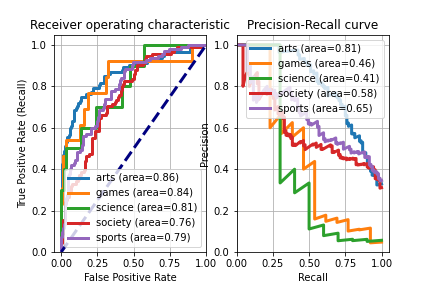 Receiver operating characteristic
True Positive Rate (Recall)
1.0
0.8
0.6
0.4
0.2
0.0
arts (area=0.86)
games (area=0.84)
science (area=0.81)
society (area=0.76)
sports (area=0.79)
0.00 0.25 0.50 0.75 1.00
False Positive Rate
Precision-Recall curve
Precision
1.0
0.8
0.6
0.4
0.2
0.0
arts (area=0.81)
games (area=0.46)
science (area=0.41)
society (area=0.58)
sports (area=0.65)
0.00 0.25 0.50 0.75 1.00
Recall